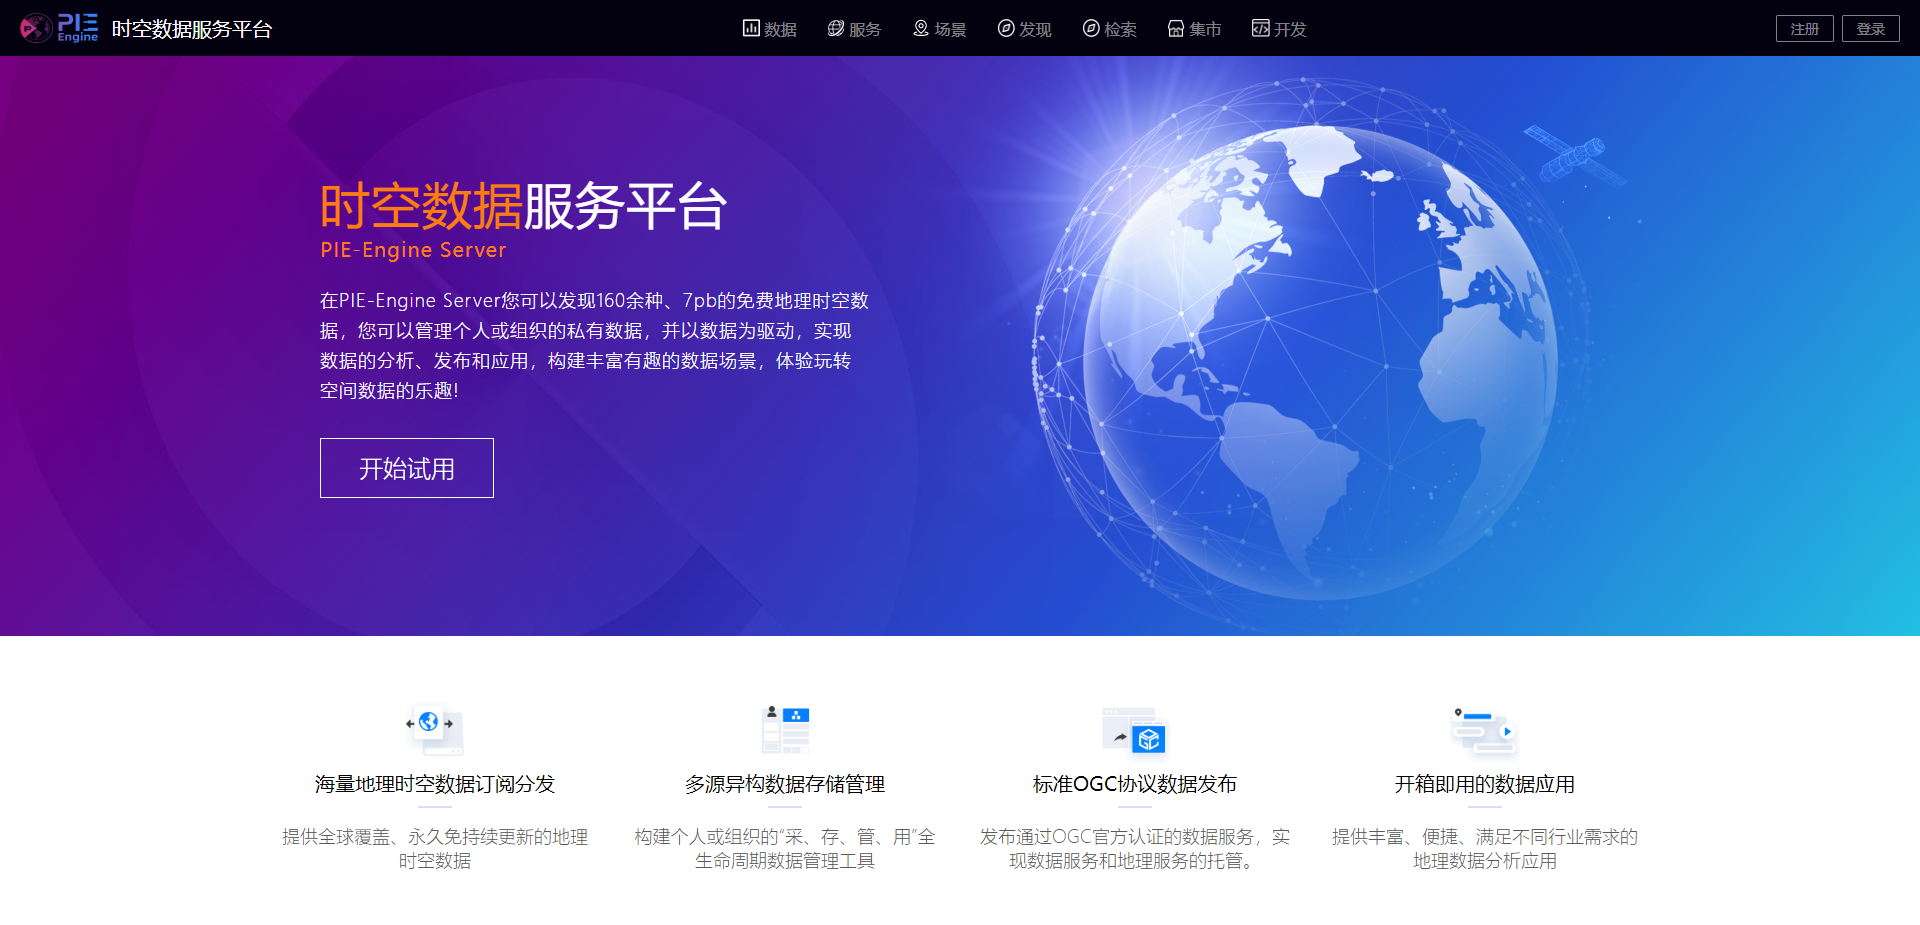 PIE Engine 时空数据服务平台 数据 服务 场景 发现 检索 集市 开发 注册 登录
时空数据服务平台
PIE-Engine Server
在PIE-Engine Server您可以发现160余种、7pb的免费地理时空数
据，您可以管理个人或组织的私有数据，并以数据为驱动，实现
数据的分析、发布和应用，构建丰富有趣的数据场景，体验玩转
空间数据的乐趣!
开始试用
海量地理时空数据订阅分发
提供全球覆盖、永久免持续更新的地理
时空数据
多源异构数据存储管理
构建个人或组织的“采、存、管、用”全
生命周期数据管理工具
标准OGC协议数据发布
发布通过OGC官方认证的数据服务，实
现数据服务和地理服务的托管。
开箱即用的数据应用
提供丰富、便捷、满足不同行业需求的
地理数据分析应用